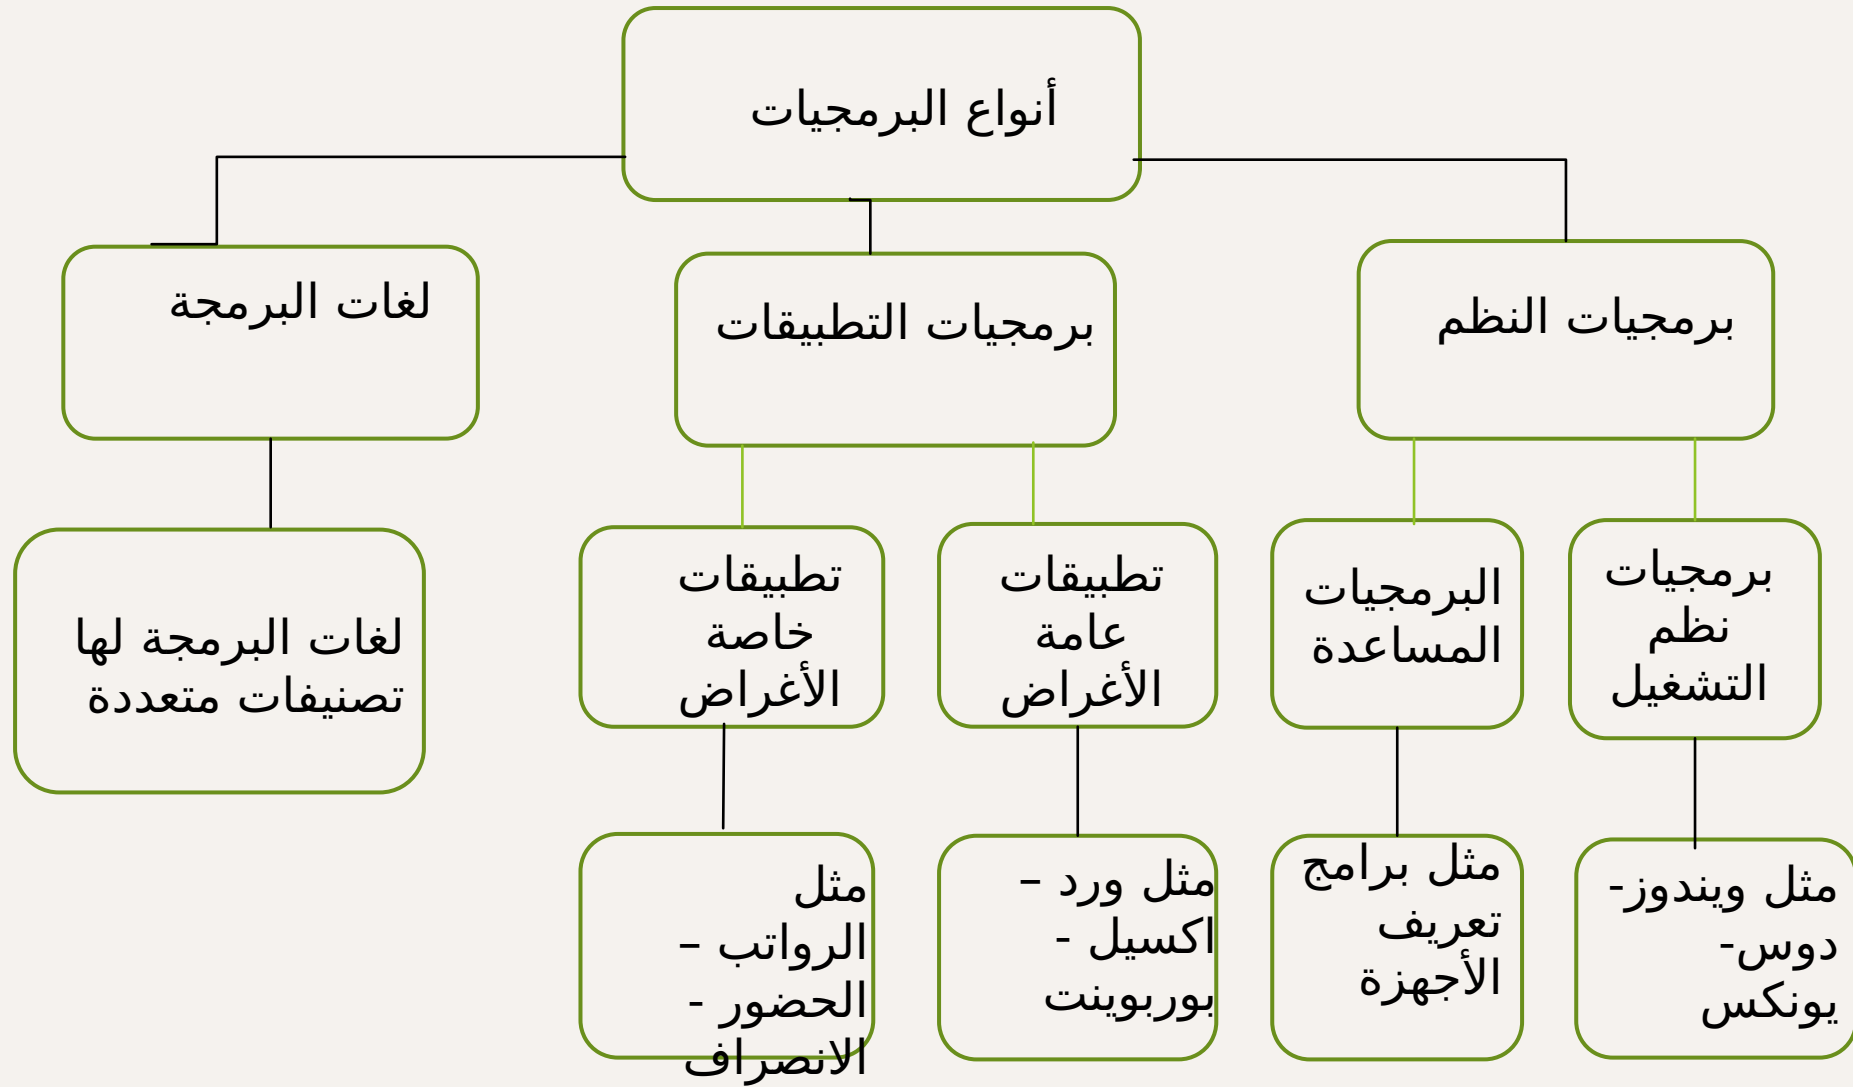 أنواع البرمجيات
برمجيات النظم
برمجيات التطبيقات
لغات البرمجة
برمجيات
نظم
التشغيل
البرمجيات
المساعدة
تطبيقات
عامة
الأغراض
تطبيقات
خاصة
الأغراض
لغات البرمجة لها
تصنيفات متعددة
مثل ويندوز-
دوس-
يونكس
مثل برامج
تعريف
الأجهزة
مثل ورد –
اكسيل -
بوربوينت
مثل
الرواتب –
الحضور -
الانصراف